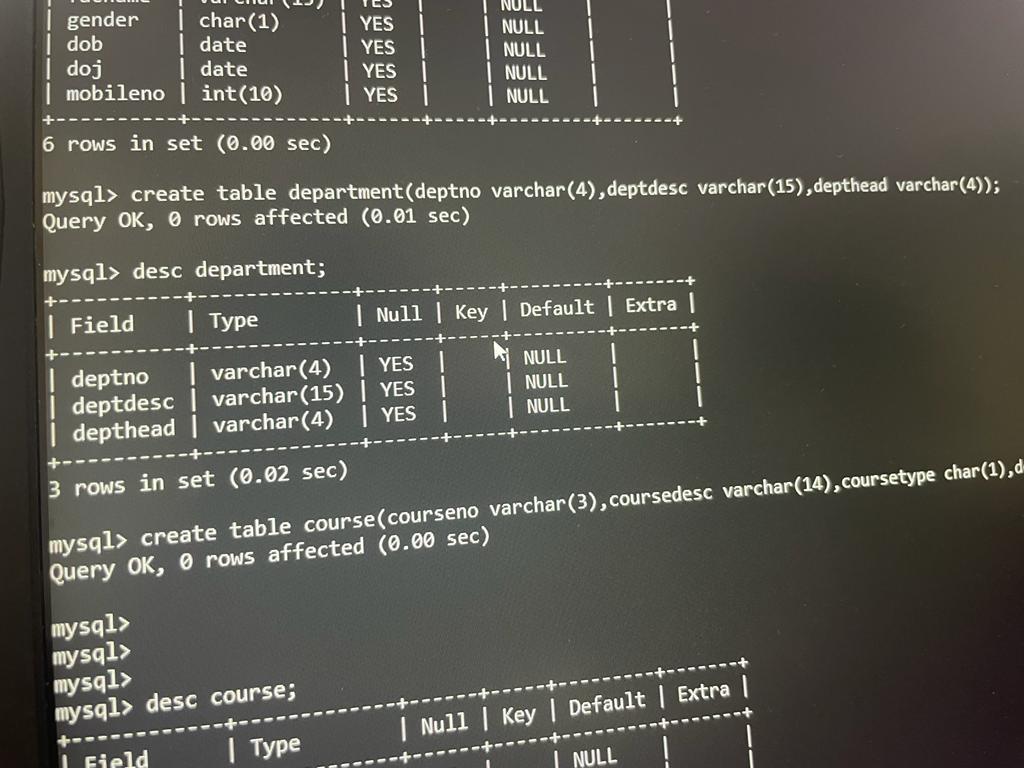 varchar(15) | YES | | NULL | |
| gender | char(1) | YES | | NULL | |
| dob | date | YES | | NULL | |
| doj | date | YES | | NULL | |
| mobileno | int(10) | YES | | NULL | |
+----------+-------------+------+-----+---------+-------+
6 rows in set (0.00 sec)
mysql> create table department(deptno varchar(4),deptdesc varchar(15),depthead varchar(4));
Query OK, 0 rows affected (0.01 sec)
mysql> desc department;
+----------+-------------+------+-----+---------+-------+
| Field | Type | Null | Key | Default | Extra |
+----------+-------------+------+-----+---------+-------+
| deptno | varchar(4) | YES | | NULL | |
| deptdesc | varchar(15) | YES | | NULL | |
| depthead | varchar(4) | YES | | NULL | |
+----------+-------------+------+-----+---------+-------+
3 rows in set (0.02 sec)
mysql> create table course(courseno varchar(3),coursedesc varchar(14),coursetype char(1),
Query OK, 0 rows affected (0.00 sec)
mysql>
mysql>
mysql>
mysql> desc course;
+------------+-------------+------+-----+---------+-------+
| Field | Type | Null | Key | Default | Extra |
NULL